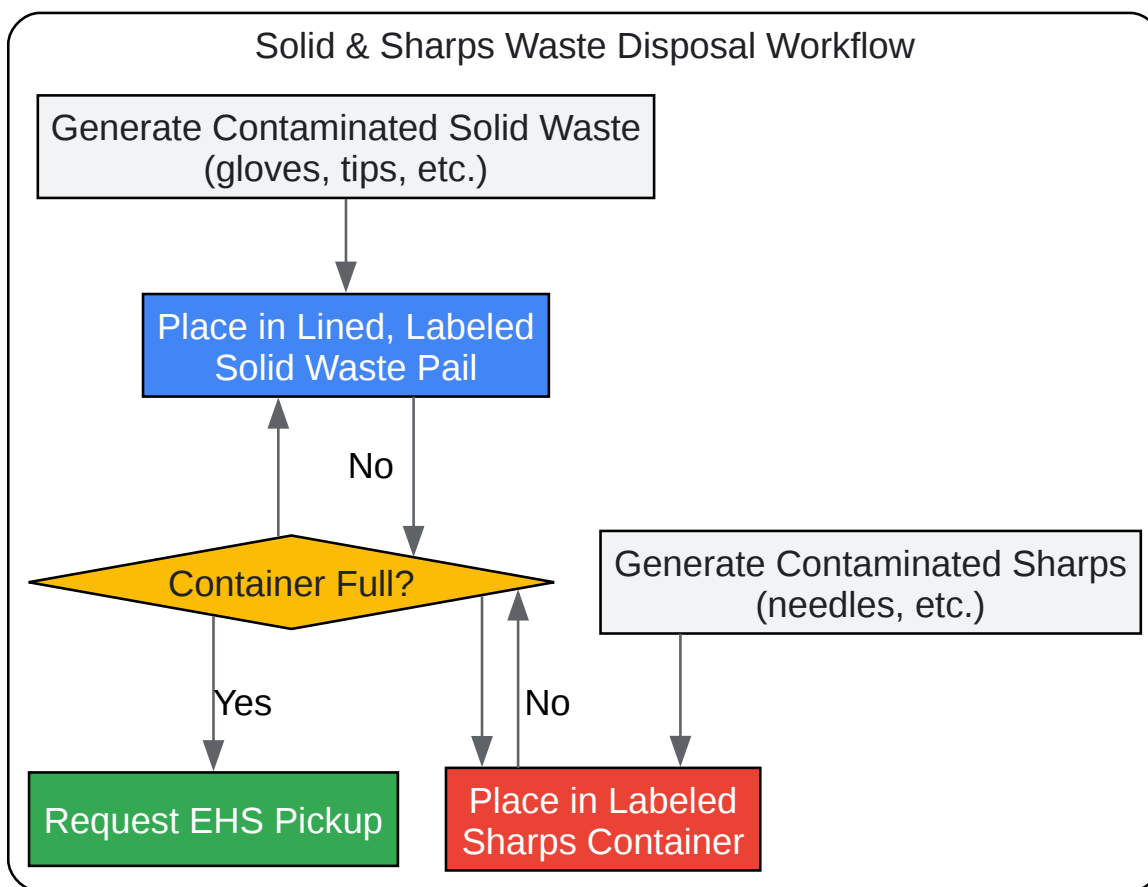 Solid & Sharps Waste Disposal Workflow
Generate Contaminated Solid Waste
(gloves, tips, etc.)
Place in Lined, Labeled
Solid Waste Pail
No
Container Full?
Generate Contaminated Sharps
(needles, etc.)
Yes
No
Request EHS Pickup
Place in Labeled
Sharps Container